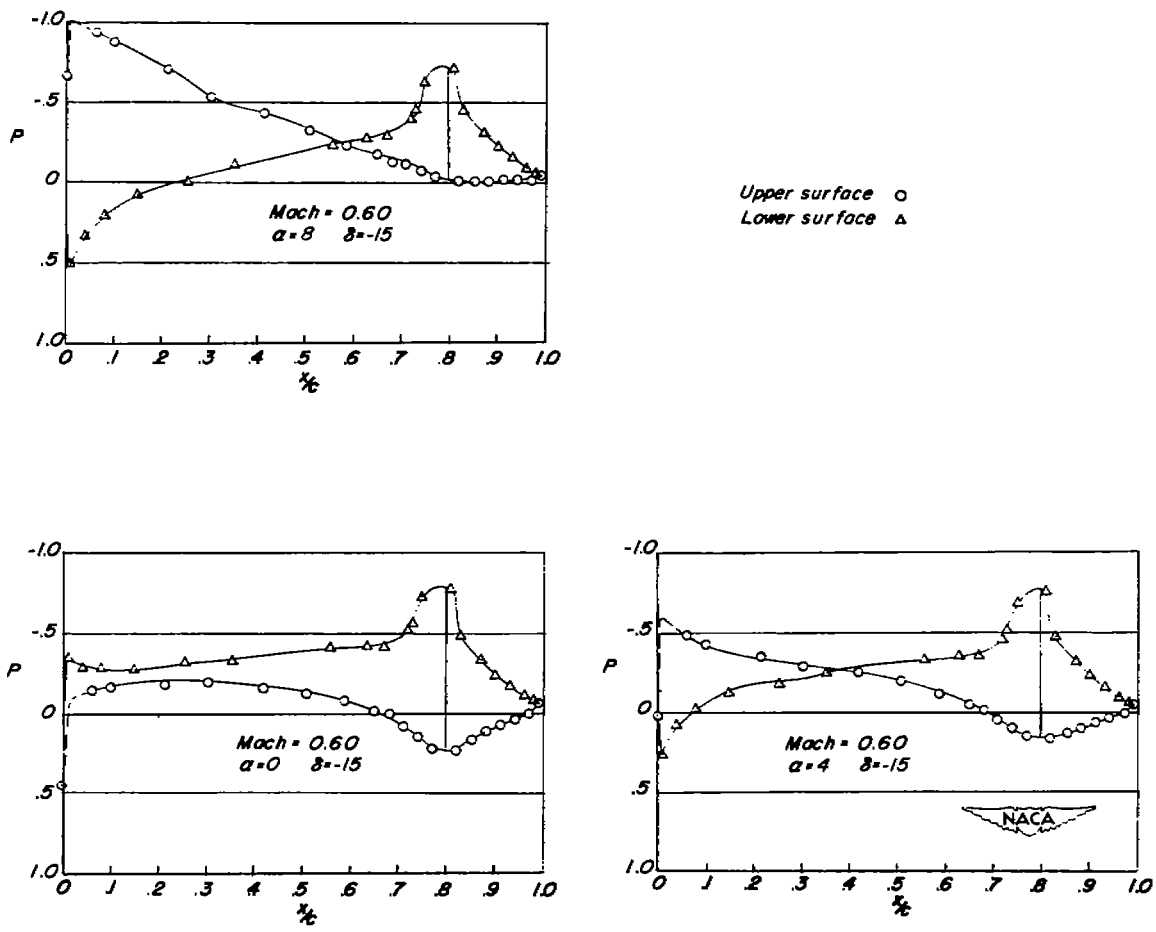 -1.0
-.5
P
0
.5
1.0
Mach = 0.60
α=8 δ=-15
0 .1 .2 .3 .4 .5 .6 .7 .8 .9 1.0
x/c
Upper surface
Lower surface
-1.0
-.5
P
0
.5
1.0
Mach = 0.60
α=0 δ=-15
0 .1 .2 .3 .4 .5 .6 .7 .8 .9 1.0
x/c
-1.0
-.5
P
0
.5
1.0
Mach = 0.60
α=4 δ=-15
NACA
0 .1 .2 .3 .4 .5 .6 .7 .8 .9 1.0
x/c